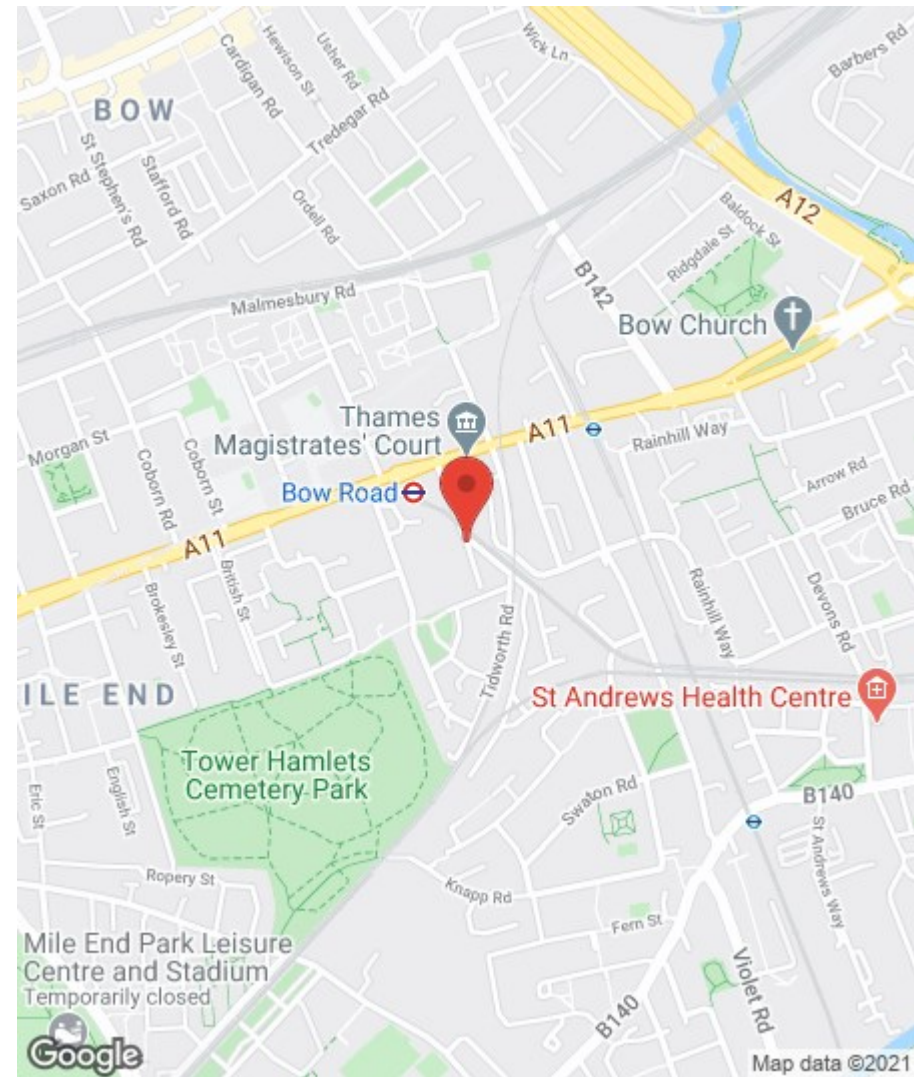 Wick Ln
Barbers Rd
Hewison St
Usher Rd
Cardigan Rd
BOW
Tredegar Rd
St Stephen's Rd
Stafford Rd
Saxon Rd
Ordell Rd
A12
Baldock St
Ridgdale St
B142
Malmesbury Rd
Bow Church
Thames
Magistrates' Court
A11
Rainhill Way
Morgan St
Coborn Rd
Coborn St
Bow Road
Arrow Rd
Bruce Rd
A11
British St
Brokesley St
Rainhill Way
Devons Rd
Tidworth Rd
ILE END
St Andrews Health Centre
Tower Hamlets
Cemetery Park
Eric St
English St
Swaton Rd
B140
St Andrews Way
Ropery St
Knapp Rd
Fern St
Mile End Park Leisure
Centre and Stadium
Temporarily closed
Violet Rd
B140
Google
Map data ©2021